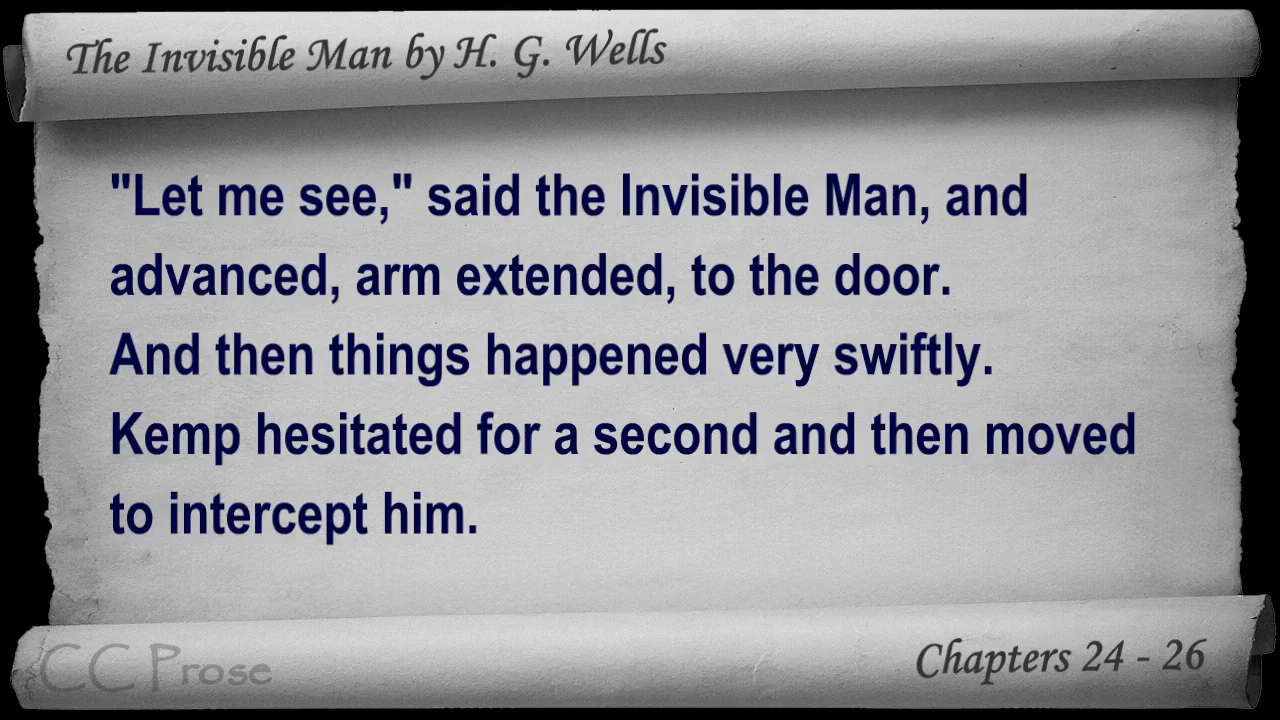 The Invisible Man by H. G. Wells
"Let me see," said the Invisible Man, and
advanced, arm extended, to the door.
And then things happened very swiftly.
Kemp hesitated for a second and then moved
to intercept him.
CC Prose
Chapters 24 - 26